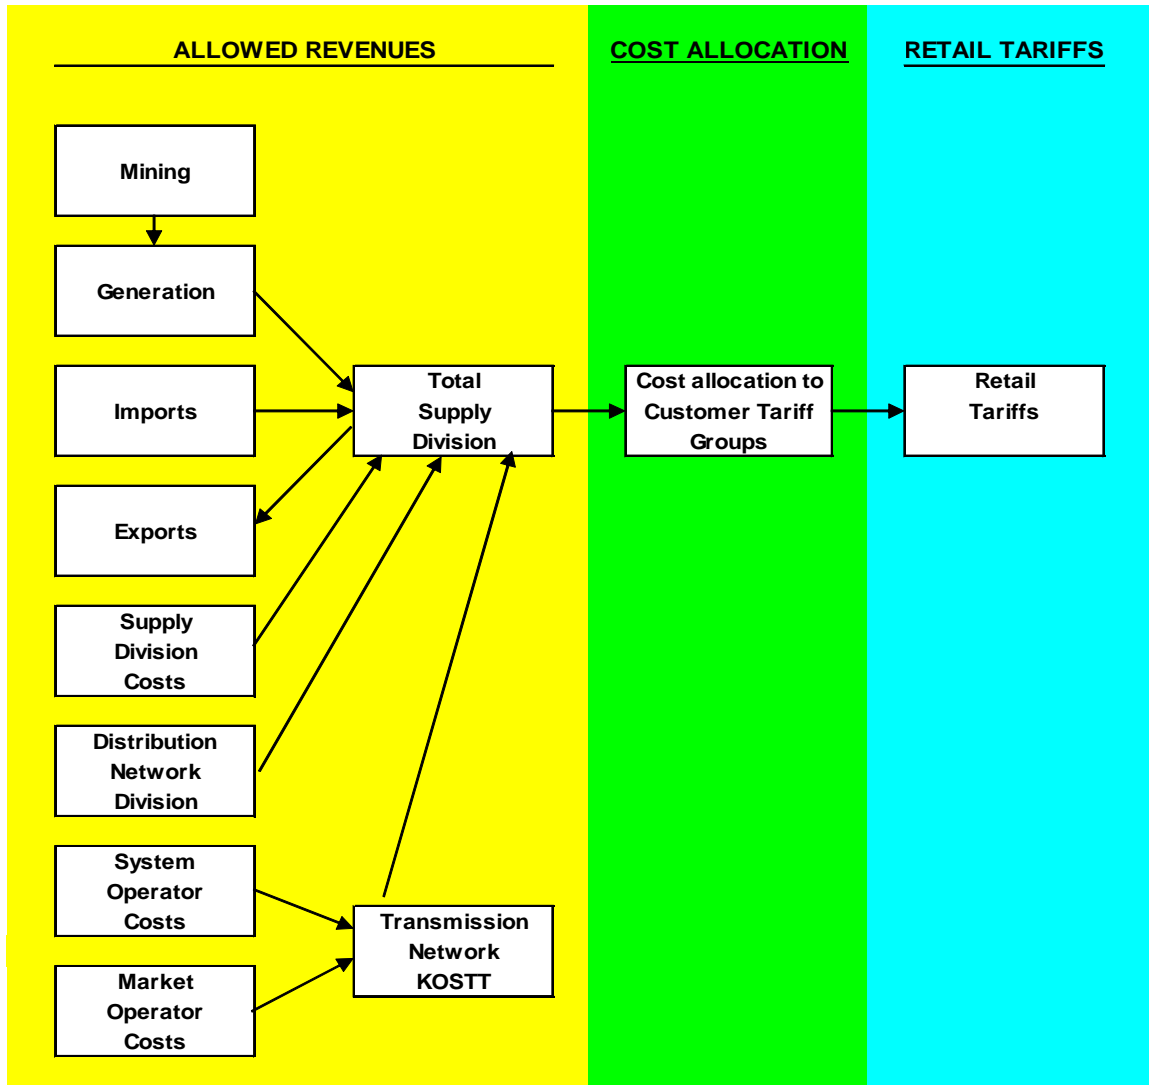 ALLOWED REVENUES
COST ALLOCATION
RETAIL TARIFFS
Mining
Generation
Imports
Total
Supply
Division
Cost allocation to
Customer Tariff
Groups
Retail
Tariffs
Exports
Supply
Division
Costs
Distribution
Network
Division
System
Operator
Costs
Transmission
Network
KOSTT
Market
Operator
Costs